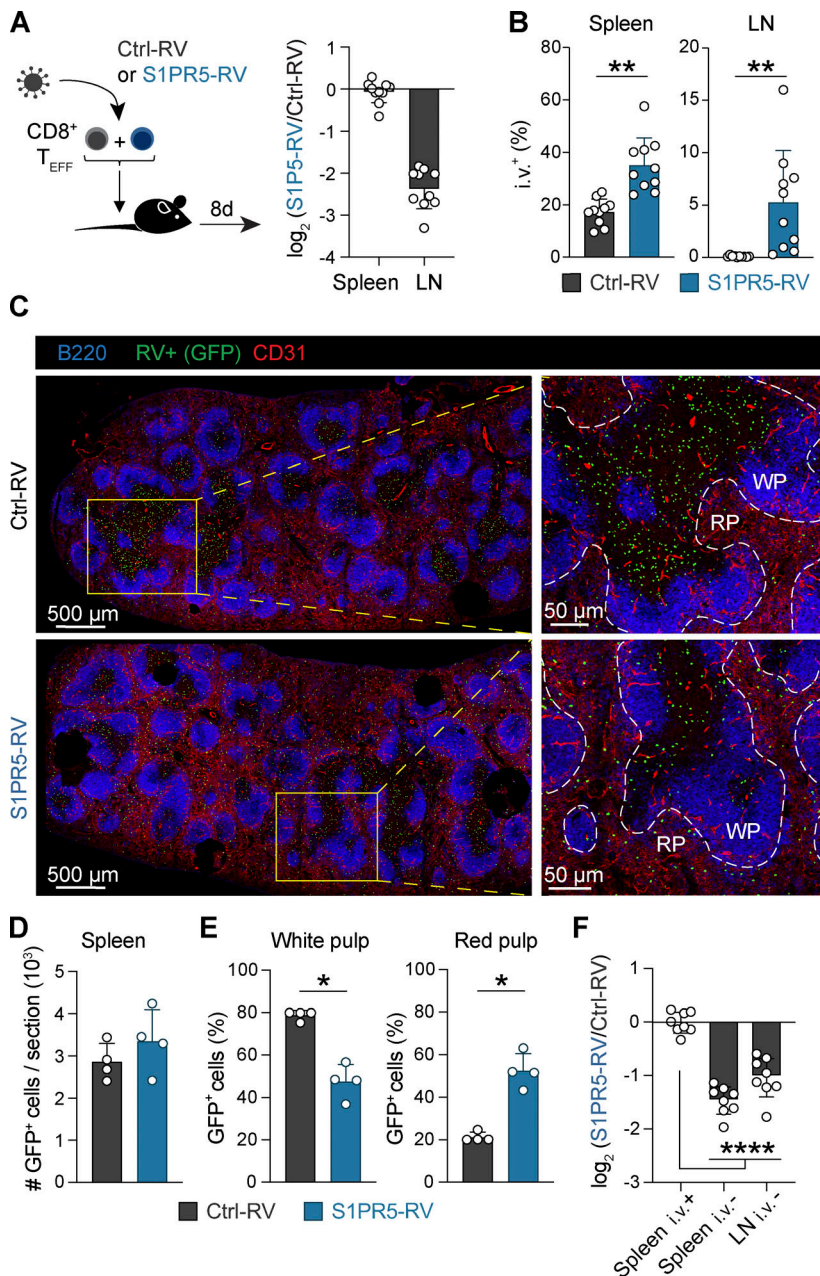 A
Ctrl-RV
or S1PR5-RV
CD8+
TEFF
+
8d
log2 (S1P5-RV/Ctrl-RV)
1
0
-1
-2
-3
-4
Spleen LN
B
Spleen LN
**
**
i.v.+ (%)
80
60
40
20
0
20
15
10
5
0
Ctrl-RV S1PR5-RV
C
B220 RV+ (GFP) CD31
Ctrl-RV
500 µm
WP
RP
50 µm
S1PR5-RV
500 µm
RP
WP
50 µm
D
Spleen
# GFP+ cells / section (10³)
5
4
3
2
1
0
E
White pulp Red pulp
*
*
GFP+ cells (%)
80
60
40
20
0
GFP+ cells (%)
80
60
40
20
0
Ctrl-RV S1PR5-RV
F
log2 (S1PR5-RV/Ctrl-RV)
1
0
-1
-2
-3
****
Spleen i.v.+
Spleen i.v.-
LN i.v.-